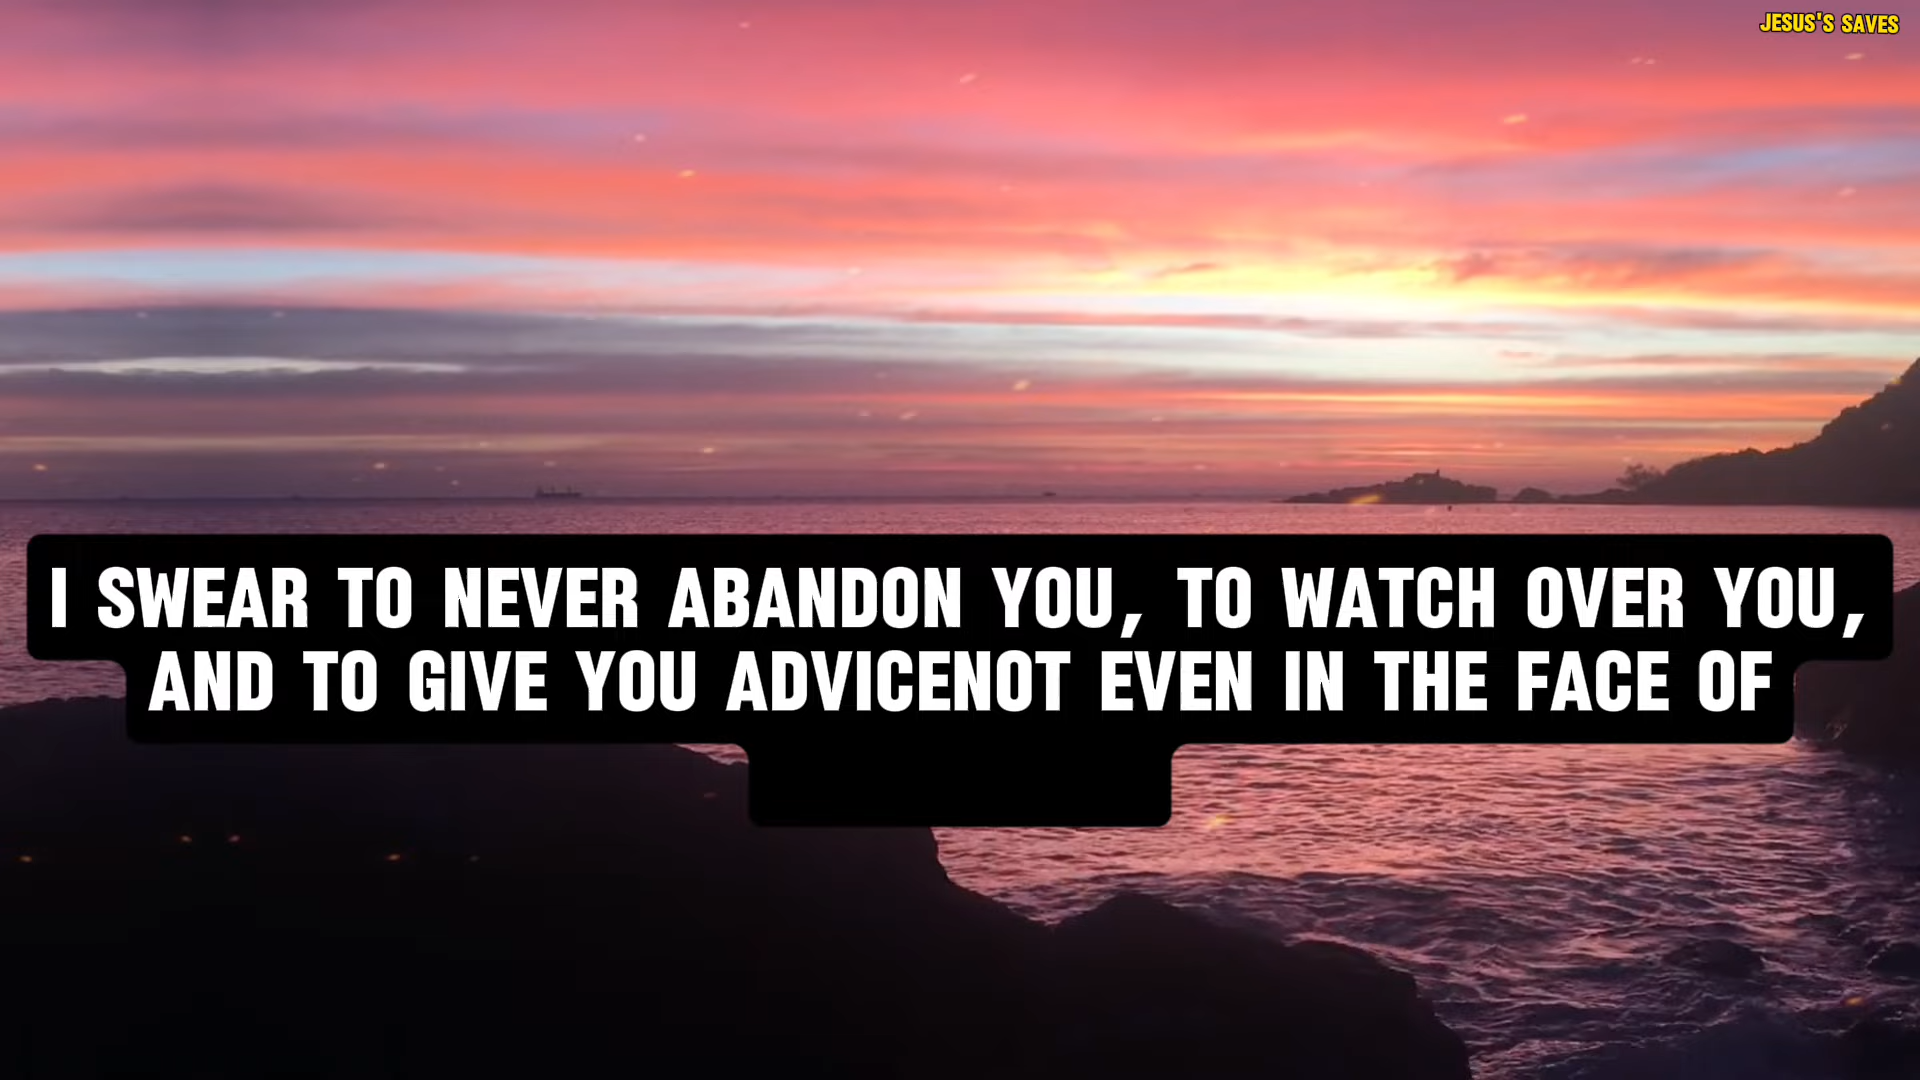 JESUS'S SAVES
I SWEAR TO NEVER ABANDON YOU, TO WATCH OVER YOU,
AND TO GIVE YOU ADVICENOT EVEN IN THE FACE OF